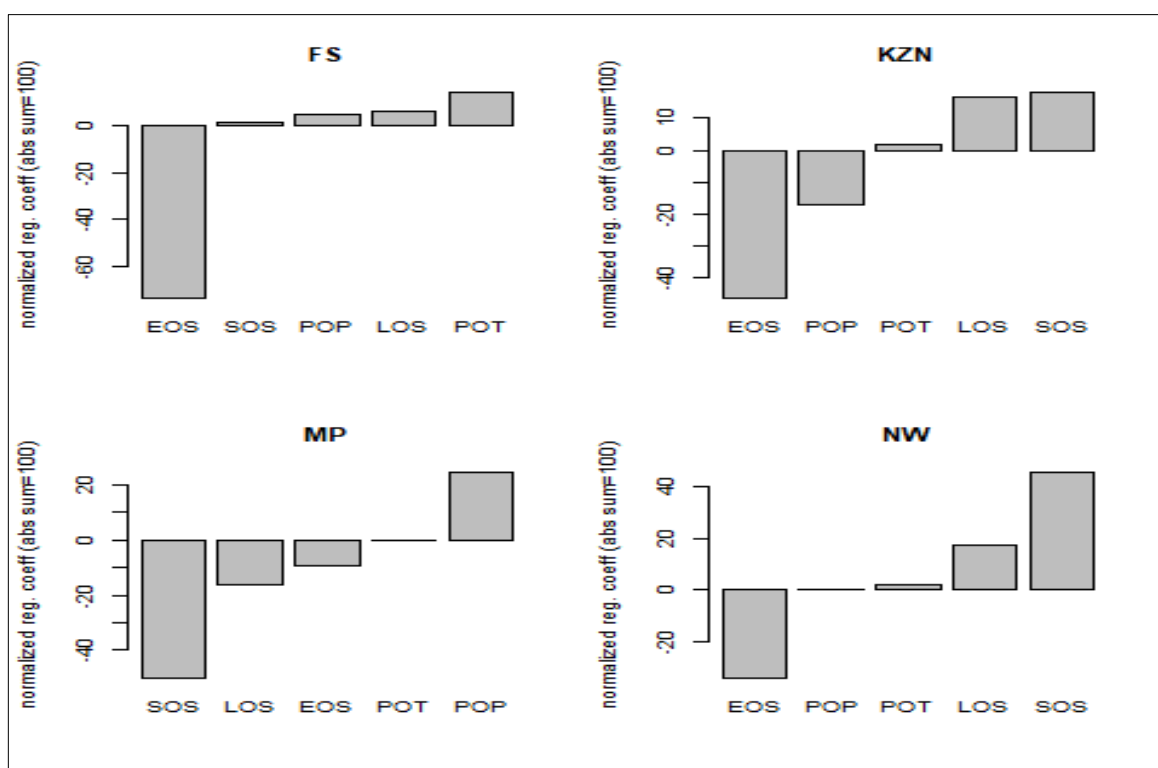 FS
normalized reg. coeff (abs sum=100)
0
-20
-40
-60
EOS SOS POP LOS POT
KZN
normalized reg. coeff (abs sum=100)
10
0
-20
-40
EOS POP POT LOS SOS
MP
normalized reg. coeff (abs sum=100)
20
0
-20
-40
SOS LOS EOS POT POP
NW
normalized reg. coeff (abs sum=100)
40
20
0
-20
EOS POP POT LOS SOS